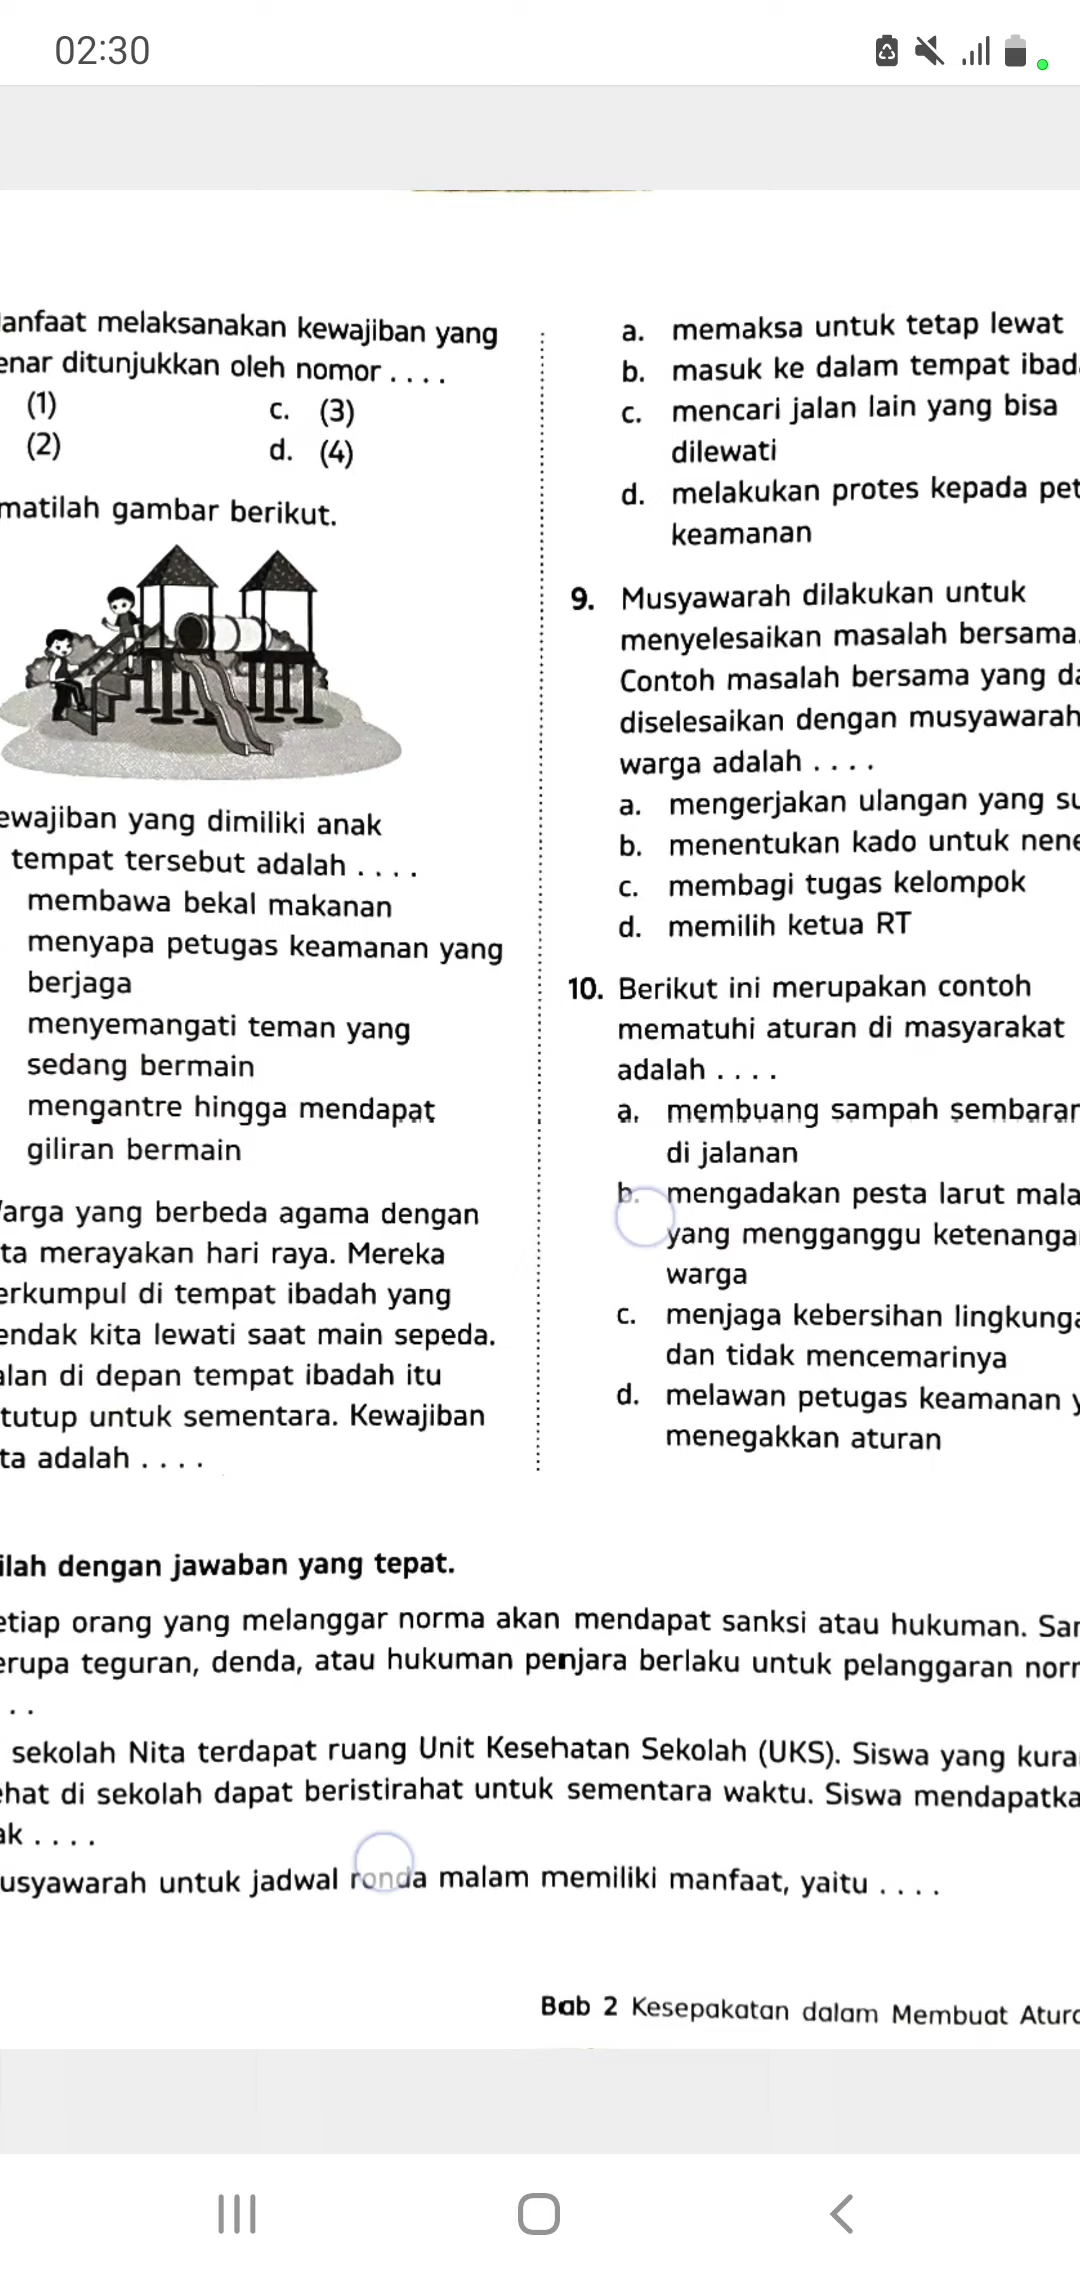 02:30
anfaat melaksanakan kewajiban yang
enar ditunjukkan oleh nomor . . . .
(1) c. (3)
(2) d. (4)
matilah gambar berikut.
ewajiban yang dimiliki anak
tempat tersebut adalah . . . .
membawa bekal makanan
menyapa petugas keamanan yang
berjaga
menyemangati teman yang
sedang bermain
mengantre hingga mendapat
giliran bermain
arga yang berbeda agama dengan
ta merayakan hari raya. Mereka
erkumpul di tempat ibadah yang
endak kita lewati saat main sepeda.
alan di depan tempat ibadah itu
tutup untuk sementara. Kewajiban
ta adalah . . . .
a. memaksa untuk tetap lewat
b. masuk ke dalam tempat ibad
c. mencari jalan lain yang bisa
dilewati
d. melakukan protes kepada pet
keamanan
9. Musyawarah dilakukan untuk
menyelesaikan masalah bersama.
Contoh masalah bersama yang da
diselesaikan dengan musyawarah
warga adalah . . . .
a. mengerjakan ulangan yang su
b. menentukan kado untuk nene
c. membagi tugas kelompok
d. memilih ketua RT
10. Berikut ini merupakan contoh
mematuhi aturan di masyarakat
adalah . . . .
a. membuang sampah sembaran
di jalanan
b. mengadakan pesta larut mala
yang mengganggu ketenanga
warga
c. menjaga kebersihan lingkunga
dan tidak mencemarinya
d. melawan petugas keamanan y
menegakkan aturan
ilah dengan jawaban yang tepat.
etiap orang yang melanggar norma akan mendapat sanksi atau hukuman. San
erupa teguran, denda, atau hukuman penjara berlaku untuk pelanggaran norm
. .
sekolah Nita terdapat ruang Unit Kesehatan Sekolah (UKS). Siswa yang kura
ehat di sekolah dapat beristirahat untuk sementara waktu. Siswa mendapatka
ak . . . .
usyawarah untuk jadwal ronda malam memiliki manfaat, yaitu . . . .
Bab 2 Kesepakatan dalam Membuat Atura